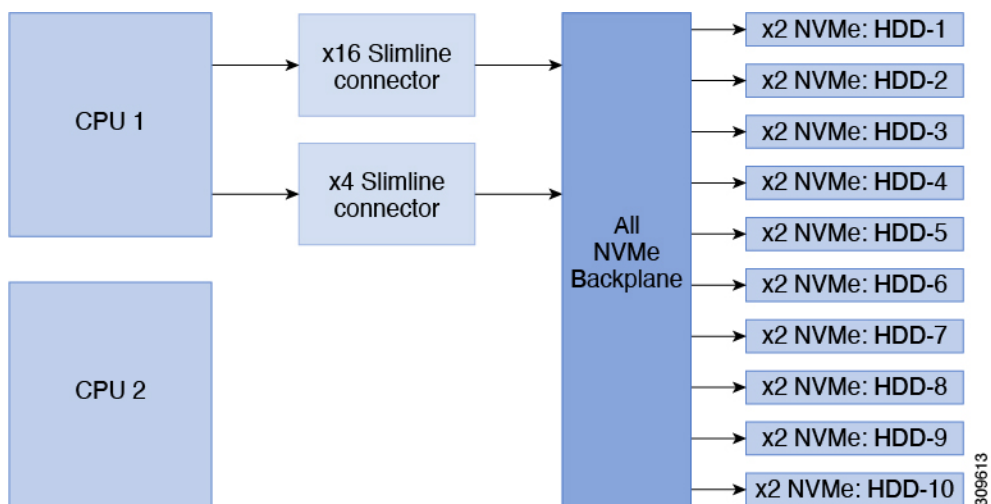 CPU 1
x16 Slimline
connector
x4 Slimline
connector
CPU 2
All
NVMe
Backplane
x2 NVMe: HDD-1
x2 NVMe: HDD-2
x2 NVMe: HDD-3
x2 NVMe: HDD-4
x2 NVMe: HDD-5
x2 NVMe: HDD-6
x2 NVMe: HDD-7
x2 NVMe: HDD-8
x2 NVMe: HDD-9
x2 NVMe: HDD-10
309613